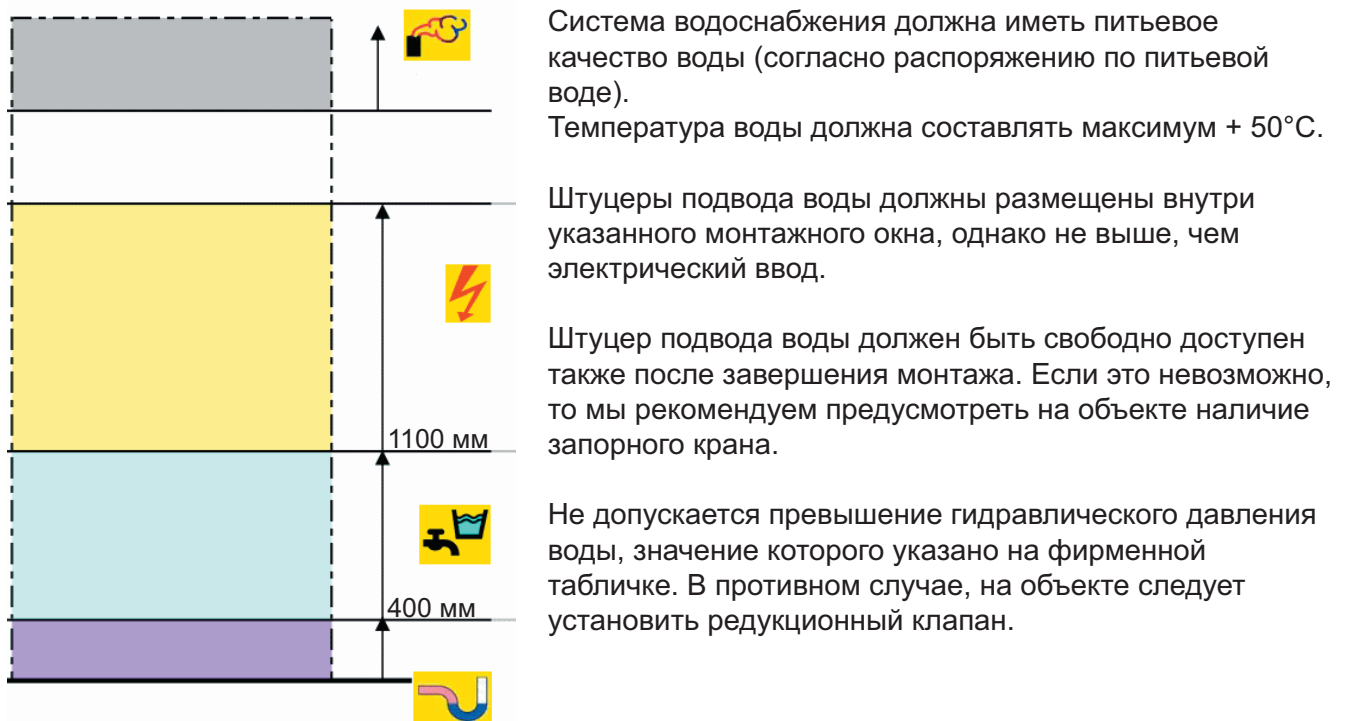 Система водоснабжения должна иметь питьевое
качество воды (согласно распоряжению по питьевой
воде).
Температура воды должна составлять максимум + 50°C.
Штуцеры подвода воды должны размещены внутри
указанного монтажного окна, однако не выше, чем
электрический ввод.
Штуцер подвода воды должен быть свободно доступен
также после завершения монтажа. Если это невозможно,
то мы рекомендуем предусмотреть на объекте наличие
запорного крана.
Не допускается превышение гидравлического давления
воды, значение которого указано на фирменной
табличке. В противном случае, на объекте следует
установить редукционный клапан.
1100 мм
400 мм